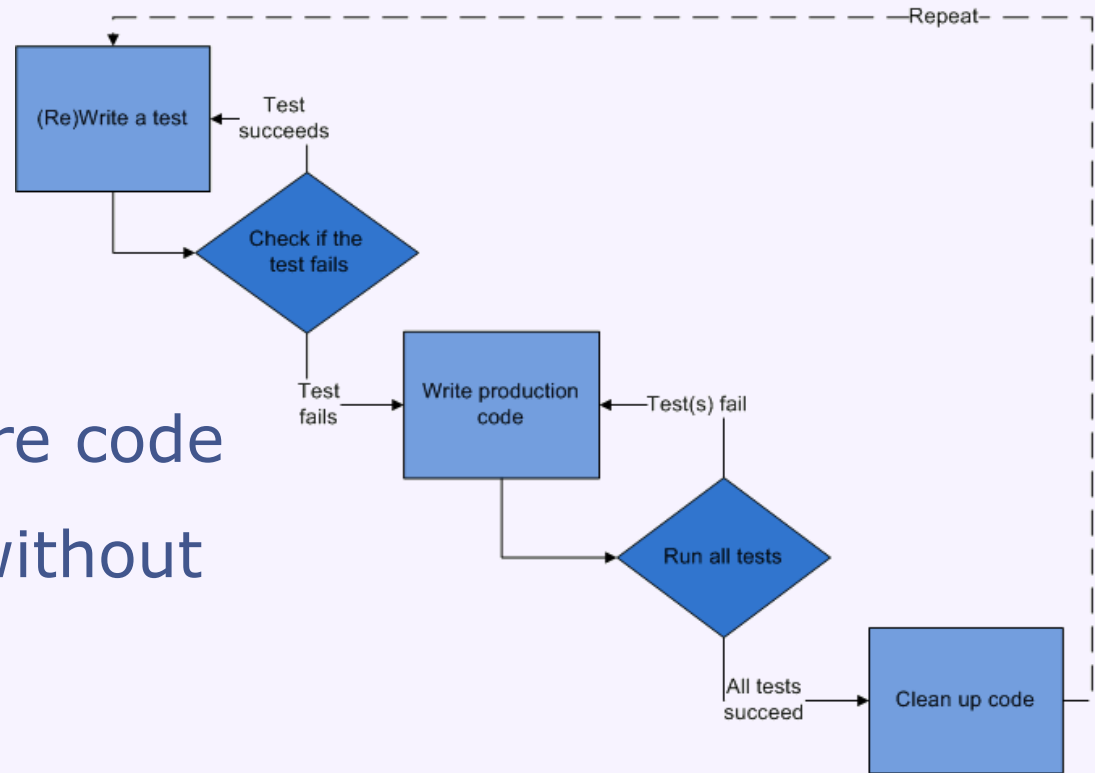 Repeat
(Re)Write a test
Test
succeeds
Check if the
test fails
Test
fails
Write production
code
Test(s) fail
re code
without
Run all tests
All tests
succeed
Clean up code